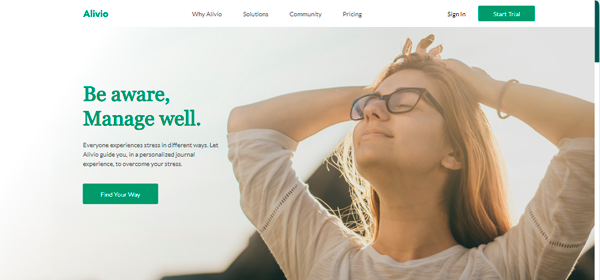 Alivio
Why Alivio
Solutions
Community
Pricing
Sign In
Start Trial
Be aware,
Manage well.
Everyone experiences stress in different ways. Let
Alivio guide you, in a personalized journal
experience, to overcome your stress.
Find Your Way